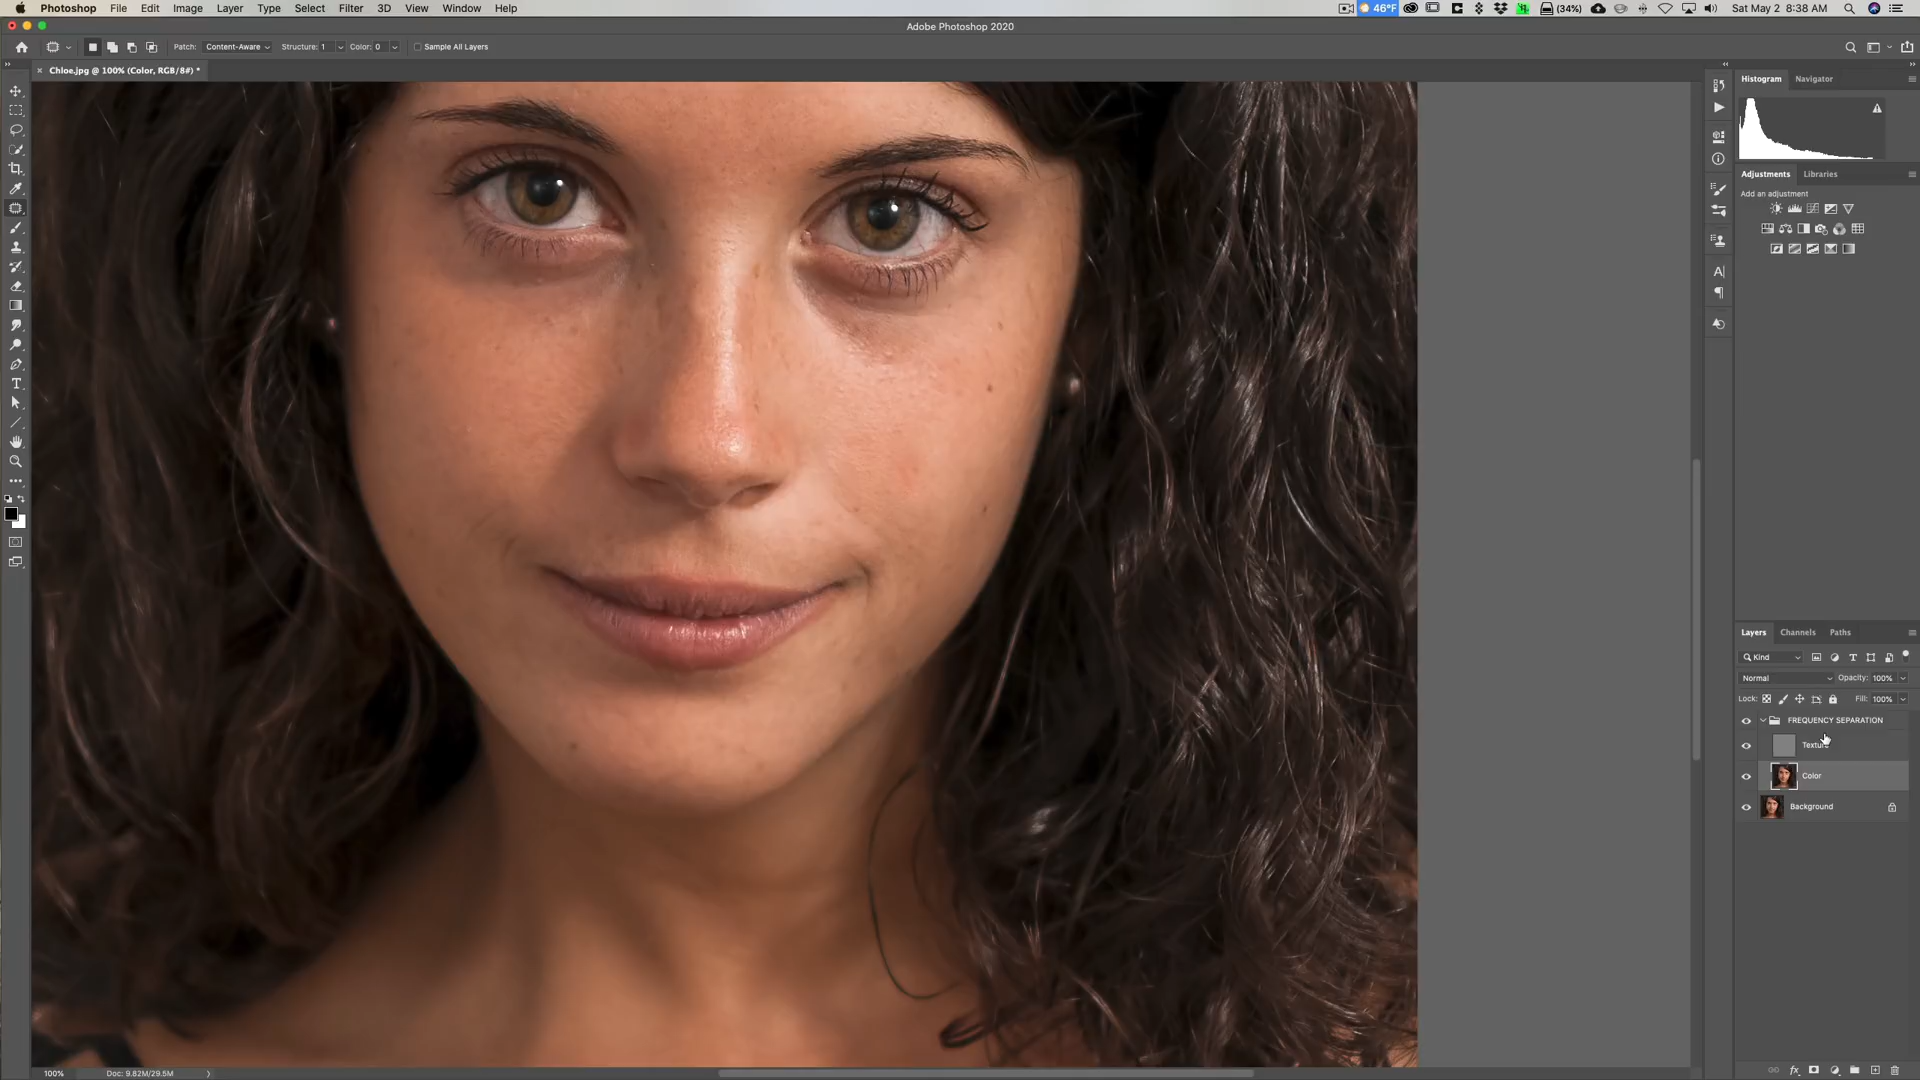 Photoshop File Edit Image Layer Type Select Filter 3D View Window Help 46°F (34%) Sat May 2 8:38 AM
Adobe Photoshop 2020
Patch: Content-Aware Structure: 1 Color: 0 Sample All Layers
Chloe.jpg @ 100% (Color, RGB/8#) *
Histogram Navigator
Adjustments Libraries
Add an adjustment
Layers Channels Paths
Kind
Normal Opacity: 100%
Lock: Fill: 100%
FREQUENCY SEPARATION
Texture
Color
Background
100% Doc: 9.82M/29.5M